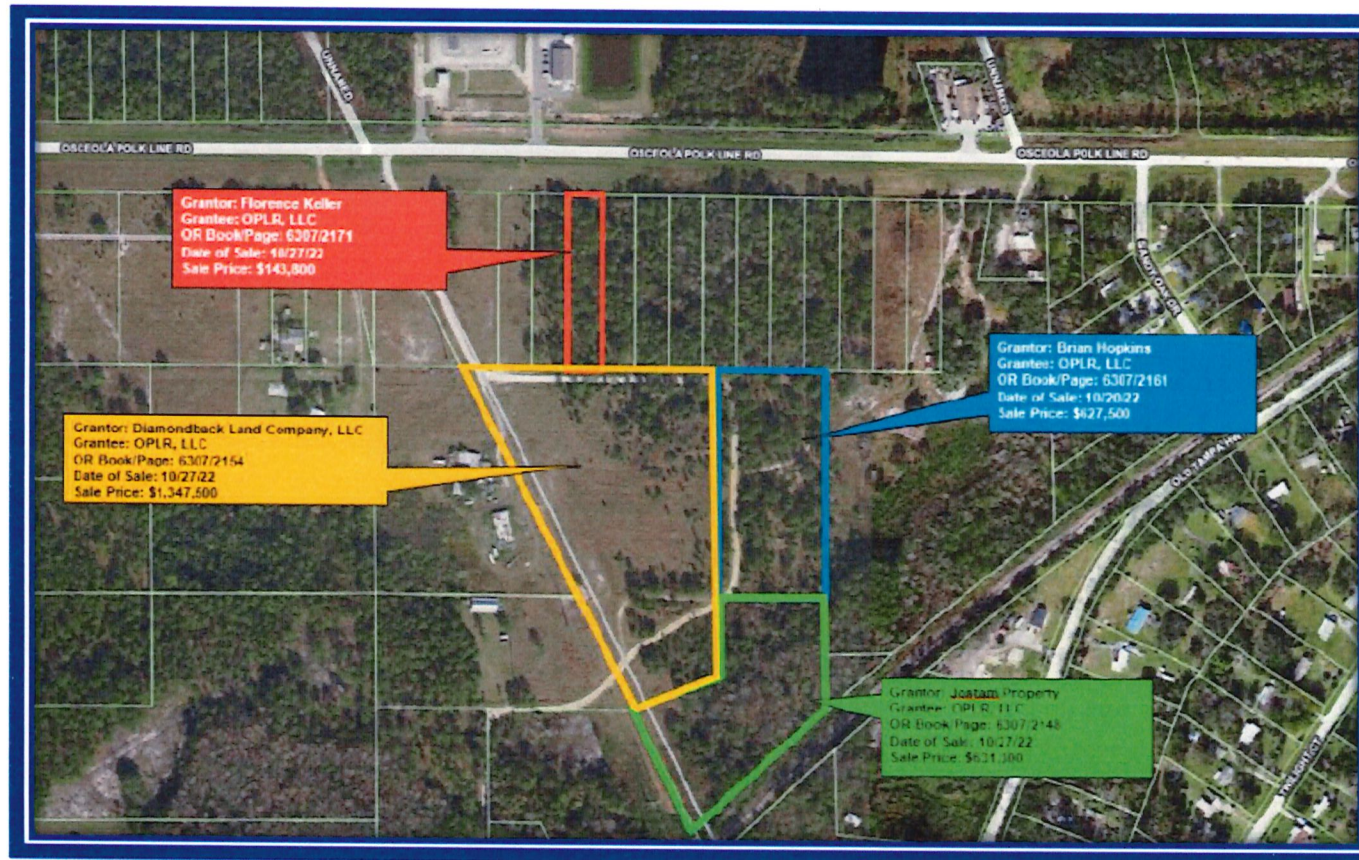 UNNAMED
UNNAMED
OSCEOLA POLK LINE RD
OSCEOLA POLK LINE RD
OSCEOLA POLK LINE RD
Grantor: Florence Keller
Grantee: OPLR, LLC
OR Book/Page: 6307/2171
Date of Sale: 10/27/22
Sale Price: $143,800
Grantor: Brian Hopkins
Grantee: OPLR, LLC
OR Book/Page: 6307/2161
Date of Sale: 10/20/22
Sale Price: $627,500
Grantor: Diamondback Land Company, LLC
Grantee: OPLR, LLC
OR Book/Page: 6307/2154
Date of Sale: 10/27/22
Sale Price: $1,347,500
OLD TAMPA
Grantor: Joatam Property
Grantee: OPLR, LLC
OR Book/Page: 6307/2148
Date of Sale: 10/27/22
Sale Price: $631,300